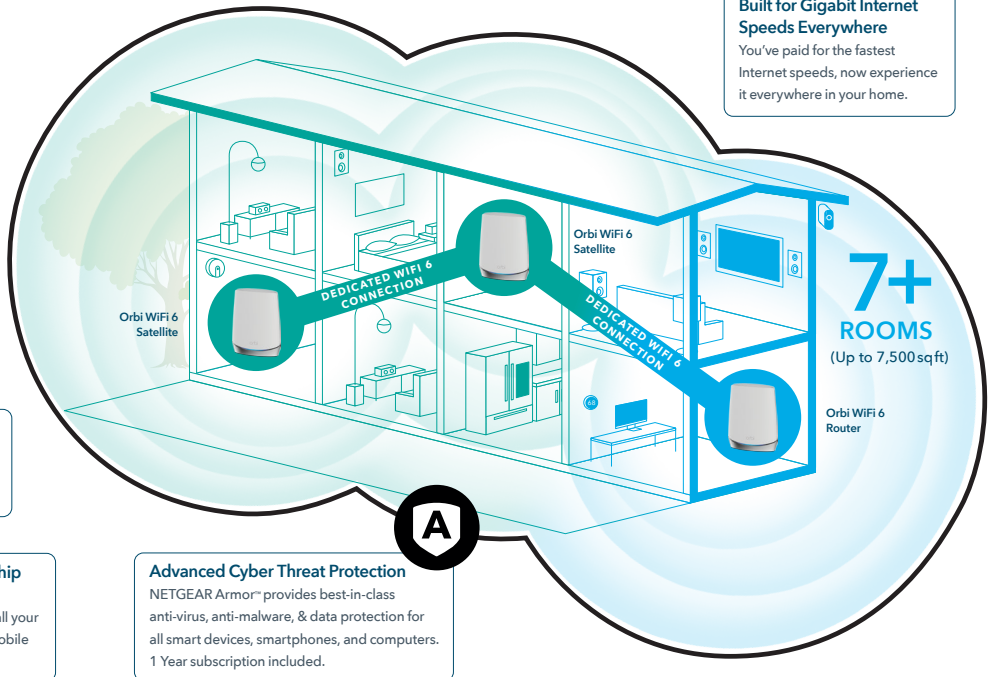 Built for Gigabit Internet
Speeds Everywhere
You've paid for the fastest
Internet speeds, now experience
it everywhere in your home.
Orbi WiFi 6
Satellite
DEDICATED WIFI 6
CONNECTION
Orbi WiFi 6
Satellite
DEDICATED WIFI 6
CONNECTION
7+
ROOMS
(Up to 7,500 sq ft)
68
Orbi WiFi 6
Router
A
hip
all your
obile
Advanced Cyber Threat Protection
NETGEAR Armor™ provides best-in-class
anti-virus, anti-malware, & data protection for
all smart devices, smartphones, and computers.
1 Year subscription included.